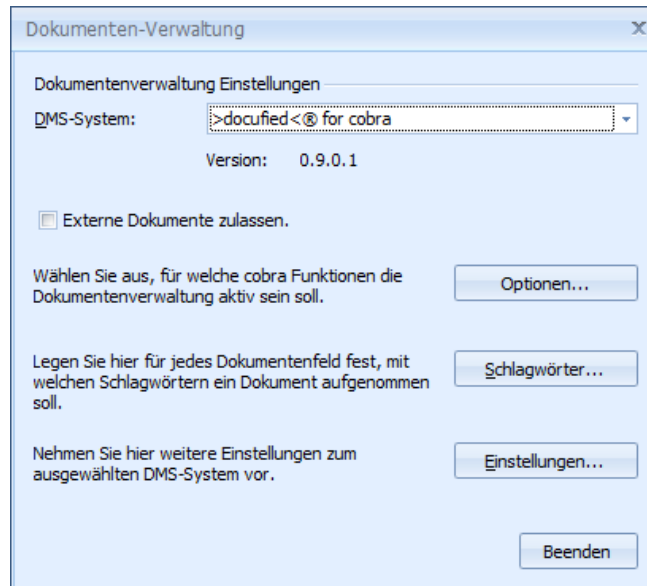 Dokumenten-Verwaltung
Dokumentenverwaltung Einstellungen
DMS-System: >docufied<® for cobra
Version: 0.9.0.1
Externe Dokumente zulassen.
Wählen Sie aus, für welche cobra Funktionen die
Dokumentenverwaltung aktiv sein soll.
Optionen...
Legen Sie hier für jedes Dokumentenfeld fest, mit
welchen Schlagwörtern ein Dokument aufgenommen
soll.
Schlagwörter...
Nehmen Sie hier weitere Einstellungen zum
ausgewählten DMS-System vor.
Einstellungen...
Beenden